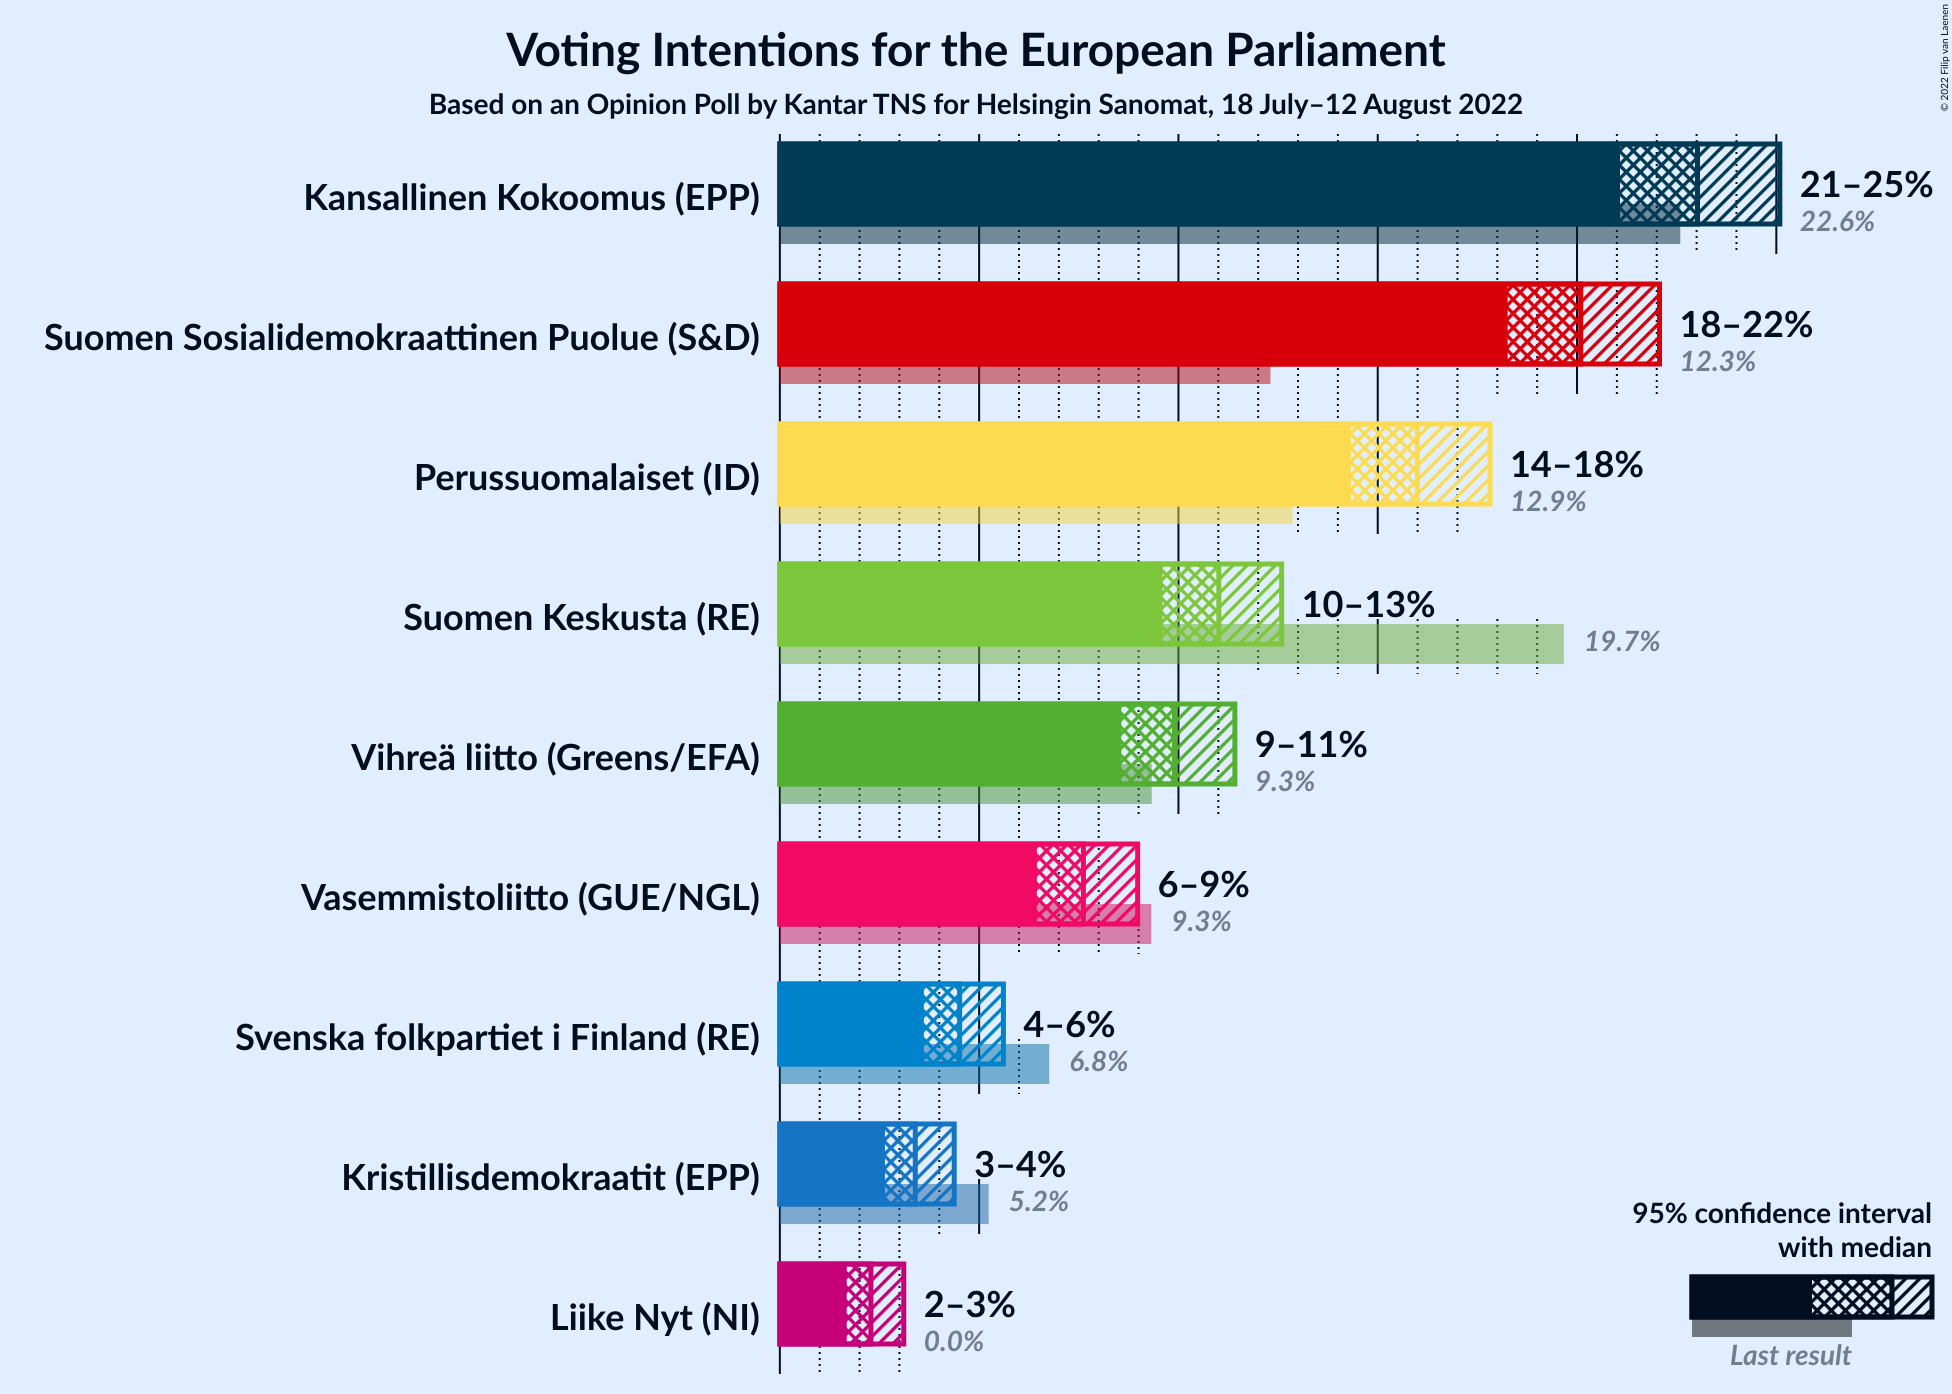 Voting Intentions for the European Parliament
Based on an Opinion Poll by Kantar TNS for Helsingin Sanomat, 18 July–12 August 2022
© 2022 Filip van Laenen
Kansallinen Kokoomus (EPP)
21–25%
22.6%
Suomen Sosialidemokraattinen Puolue (S&D)
18–22%
12.3%
Perussuomalaiset (ID)
14–18%
12.9%
Suomen Keskusta (RE)
10–13%
19.7%
Vihreä liitto (Greens/EFA)
9–11%
9.3%
Vasemmistoliitto (GUE/NGL)
6–9%
9.3%
Svenska folkpartiet i Finland (RE)
4–6%
6.8%
Kristillisdemokraatit (EPP)
3–4%
5.2%
Liike Nyt (NI)
2–3%
0.0%
95% confidence interval
with median
Last result